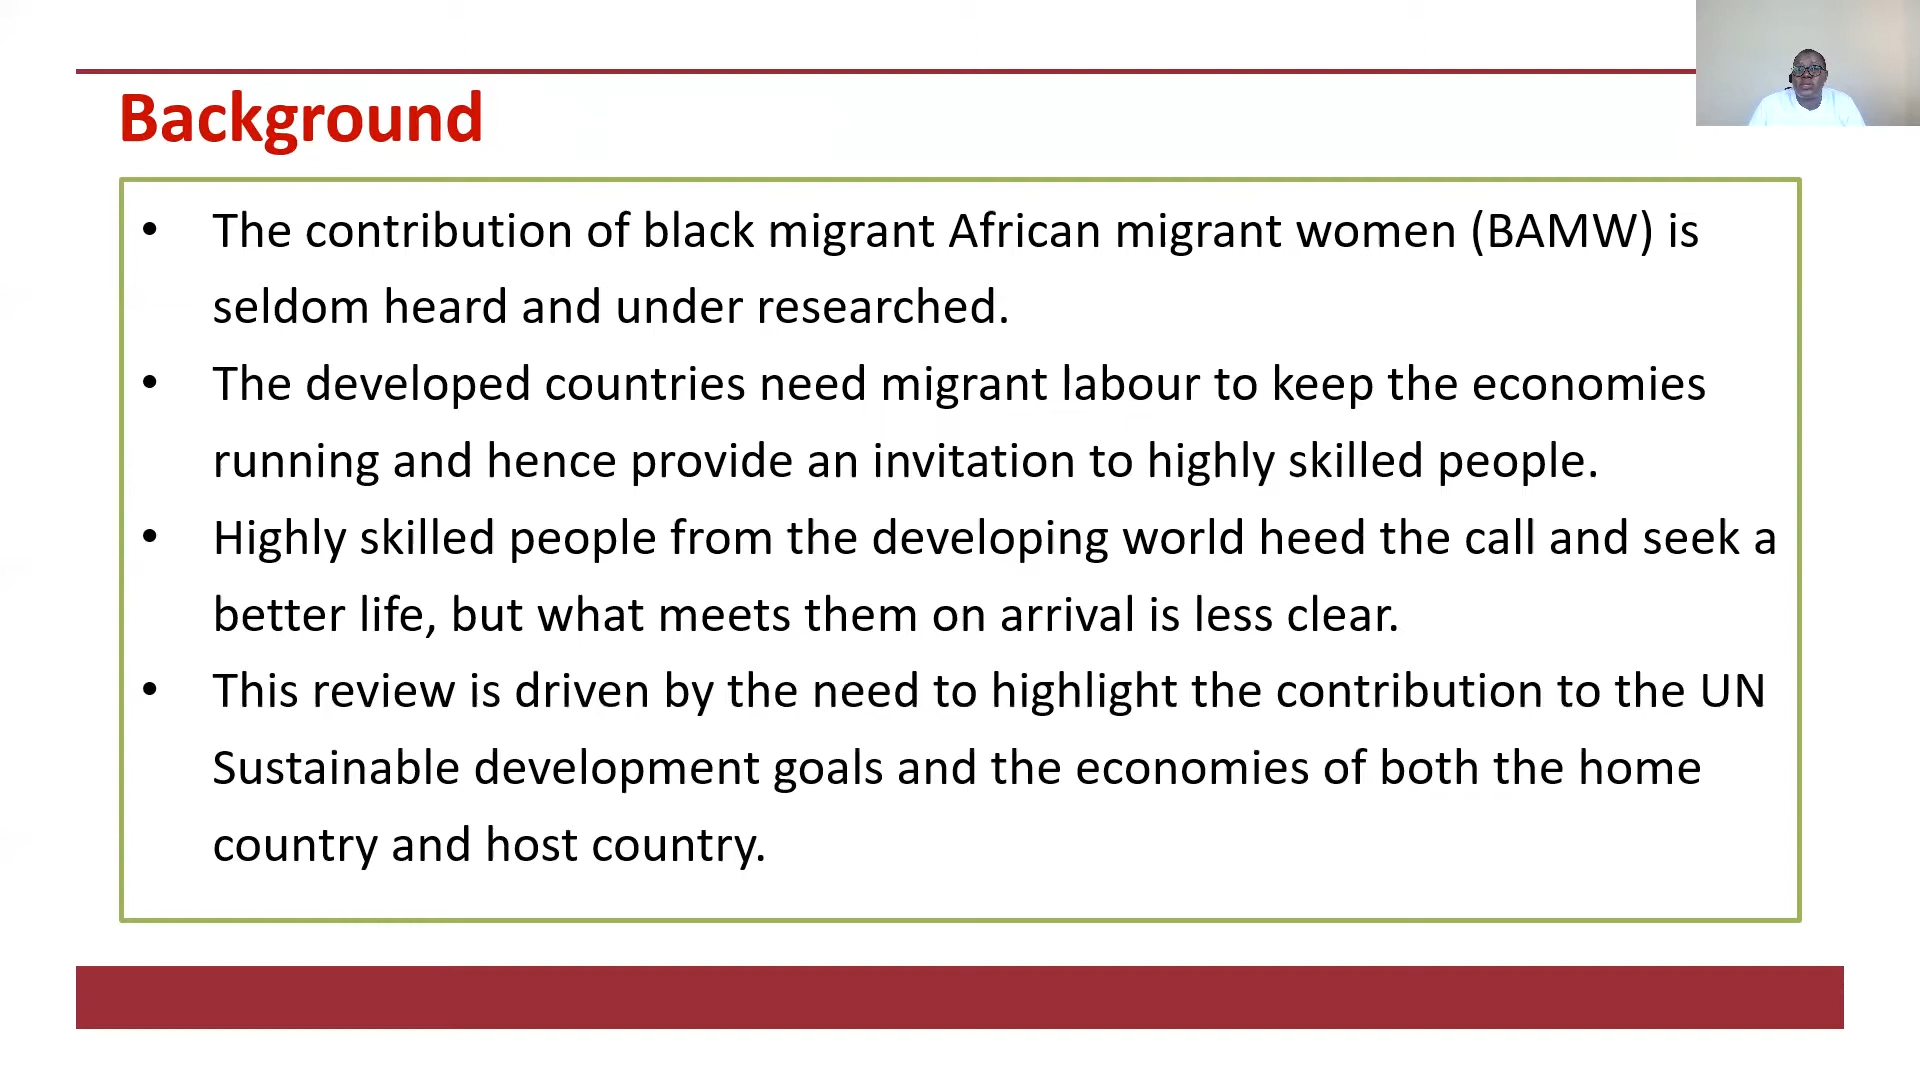 Background
• The contribution of black migrant African migrant women (BAMW) is
seldom heard and under researched.
• The developed countries need migrant labour to keep the economies
running and hence provide an invitation to highly skilled people.
• Highly skilled people from the developing world heed the call and seek a
better life, but what meets them on arrival is less clear.
• This review is driven by the need to highlight the contribution to the UN
Sustainable development goals and the economies of both the home
country and host country.